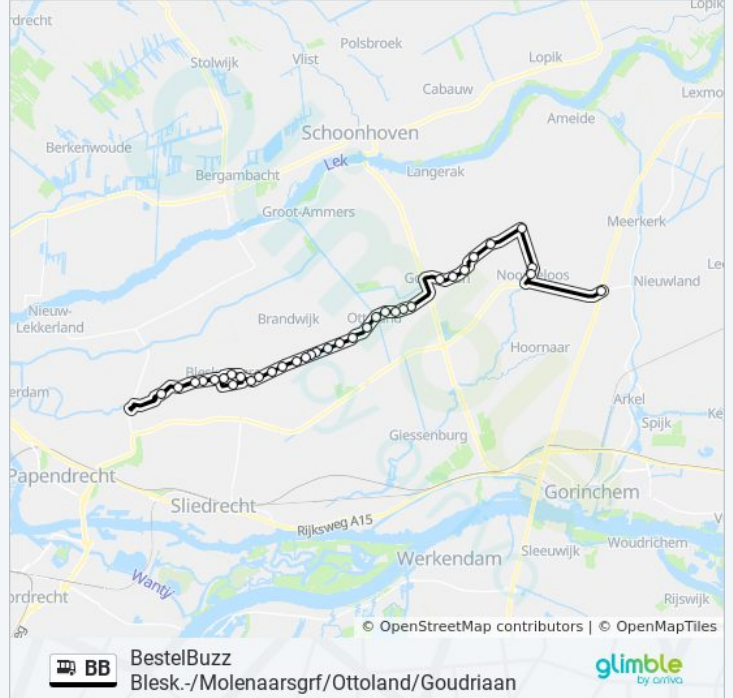 rdrecht
Polsbroek
Lopik
Stolwijk
Vlist
Lopik
Cabauw
Lexmo
Ameide
Schoonhoven
Berkenwoude
Lek
Bergambacht
Langerak
Groot-Ammers
Meerkerk
Nieuwland
Nieuw-
Lekkerland
Brandwijk
Hoornaar
erdam
Arkel
Spijk
Giessenburg
Papendrecht
Gorinchem
Sliedrecht
Rijksweg A15
Woudrichem
Sleeuwijk
Werkendam
Wantij
ordrecht
Rijswijk
© OpenStreetMap contributors | © OpenMapTiles
BB
BestelBuzz
Blesk.-/Molenaarsgrf/Ottoland/Goudriaan
glimble
by arriva